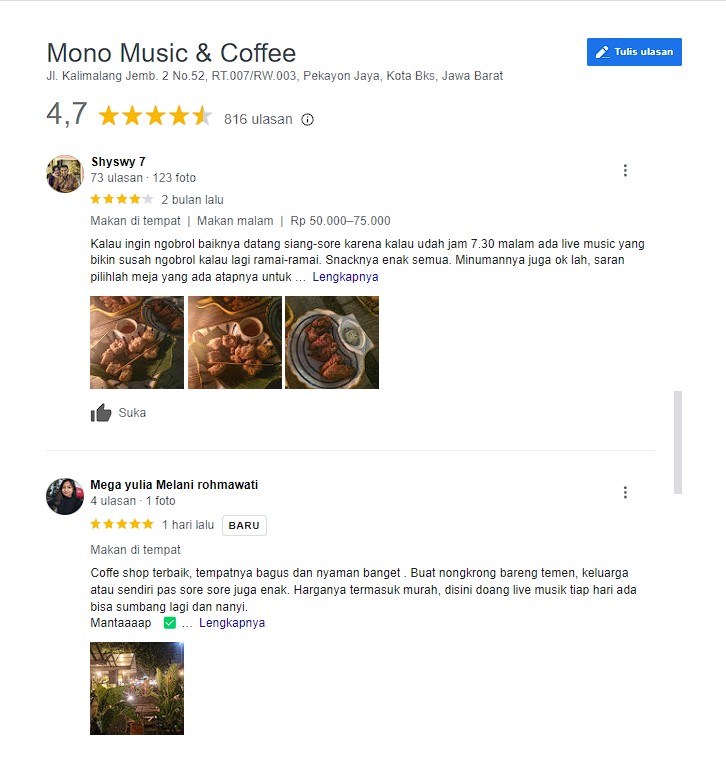 Mono Music & Coffee
Tulis ulasan
Jl. Kalimalang Jemb. 2 No.52, RT.007/RW.003, Pekayon Jaya, Kota Bks, Jawa Barat
4,7 816 ulasan
Shyswy 7
73 ulasan · 123 foto
2 bulan lalu
Makan di tempat | Makan malam | Rp 50.000–75.000
Kalau ingin ngobrol baiknya datang siang-sore karena kalau udah jam 7.30 malam ada live music yang
bikin susah ngobrol kalau lagi ramai-ramai. Snacknya enak semua. Minumannya juga ok lah, saran
pilihlah meja yang ada atapnya untuk … Lengkapnya
Suka
Mega yulia Melani rohmawati
4 ulasan · 1 foto
1 hari lalu BARU
Makan di tempat
Coffe shop terbaik, tempatnya bagus dan nyaman banget . Buat nongkrong bareng temen, keluarga
atau sendiri pas sore sore juga enak. Harganya termasuk murah, disini doang live musik tiap hari ada
bisa sumbang lagi dan nanyi.
Mantaaaap ✅ … Lengkapnya